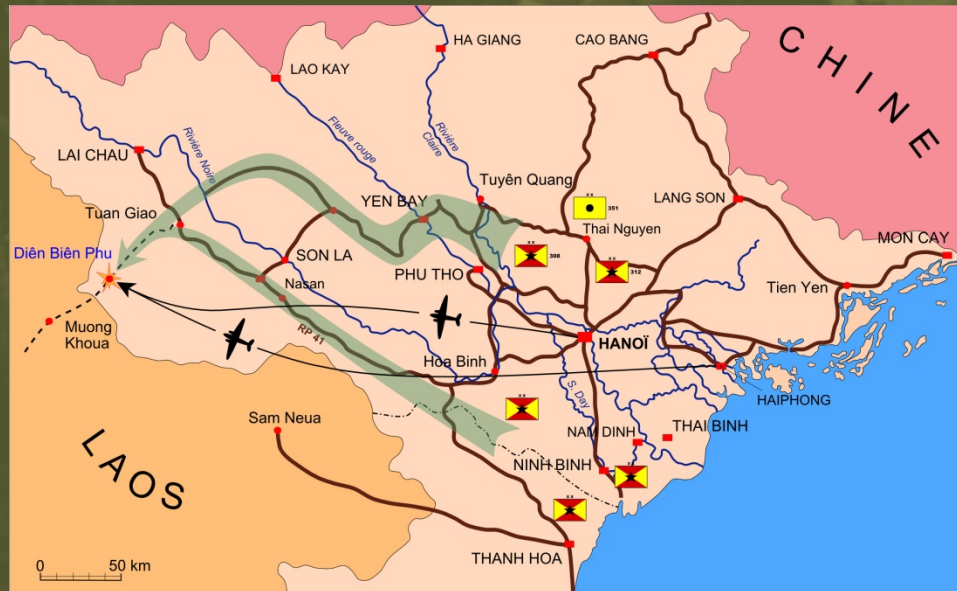 HA GIANG
CAO BANG
CHINE
LAO KAY
Rivière Noire
Fleuve rouge
Rivière
Claire
LAI CHAU
Tuyên Quang
X X
351
LANG SON
Tuan Giao
YEN BAY
Thai Nguyen
MON CAY
Diên Biên Phu
SON LA
X X
308
X X
312
PHU THO
Nasan
Tien Yen
Muong
Khoua
RP 41
HANOÏ
Hoa Binh
HAIPHONG
S. Day
Sam Neua
X X
THAI BINH
NAM DINH
LAOS
NINH BINH
X X
X X
THANH HOA
0
50 km